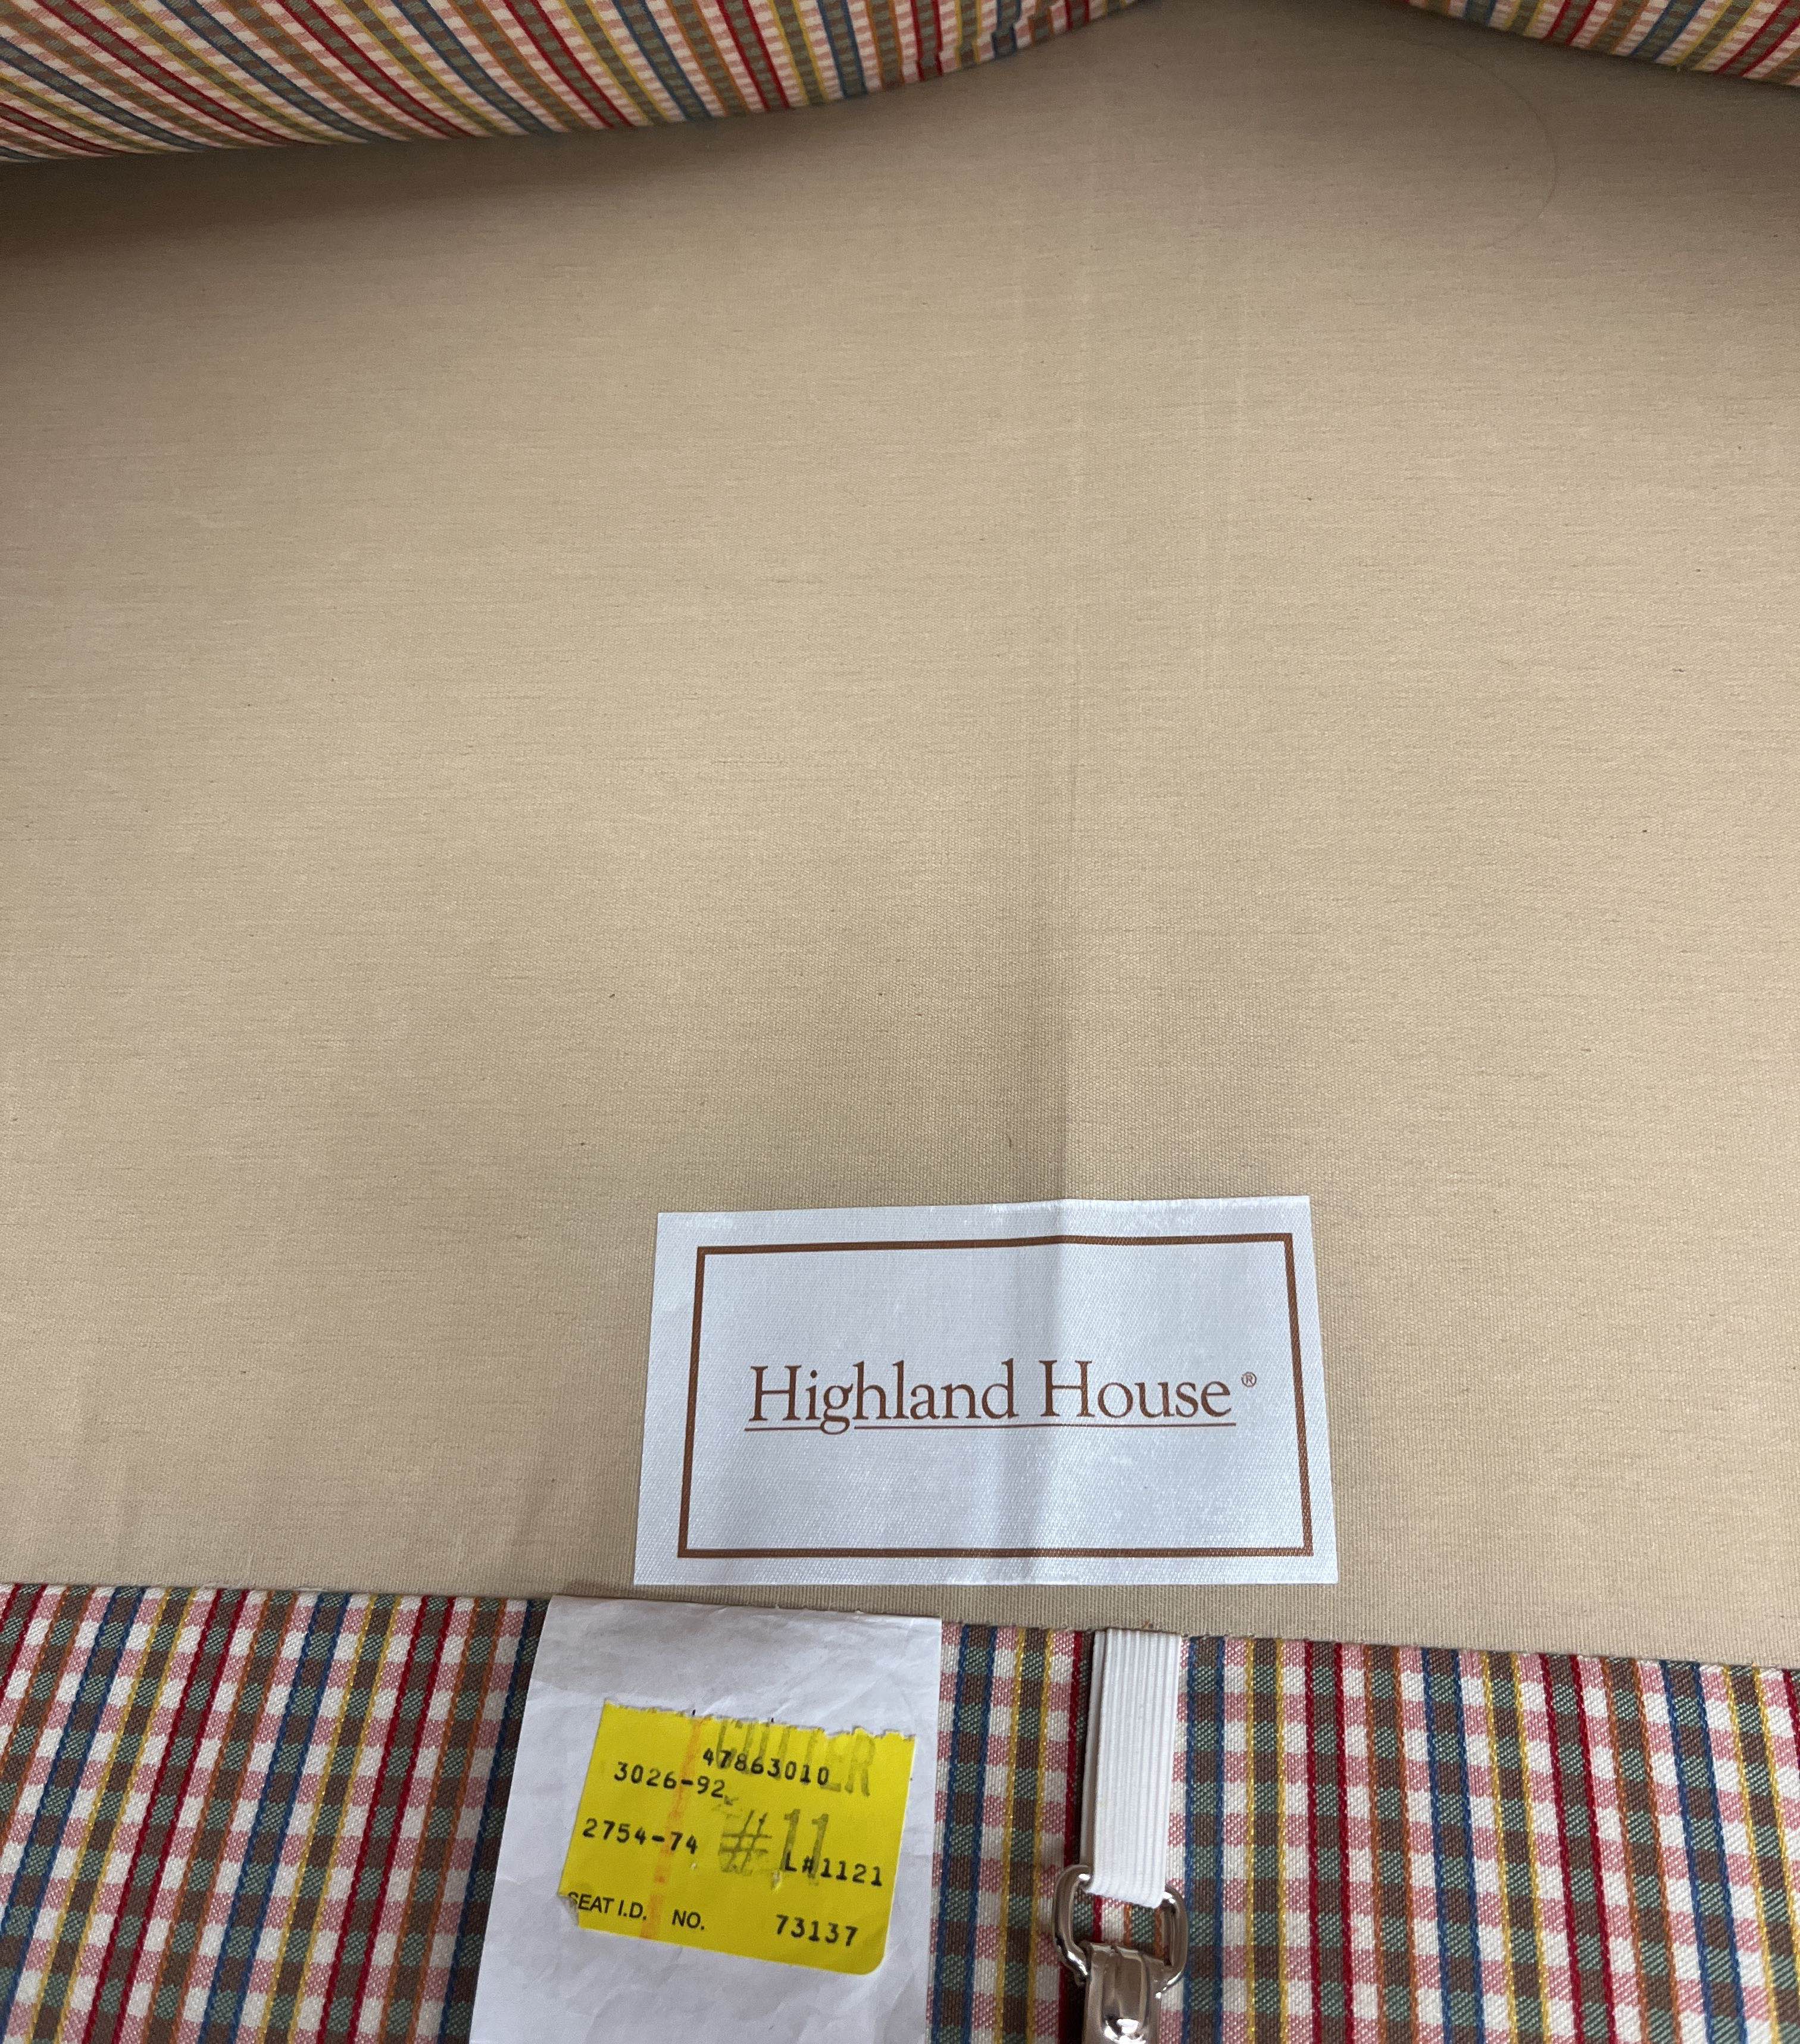 Highland House®
CUTTER
47863010
3026-92
#11
2754-74
L#1121
SEAT I.D. NO. 73137